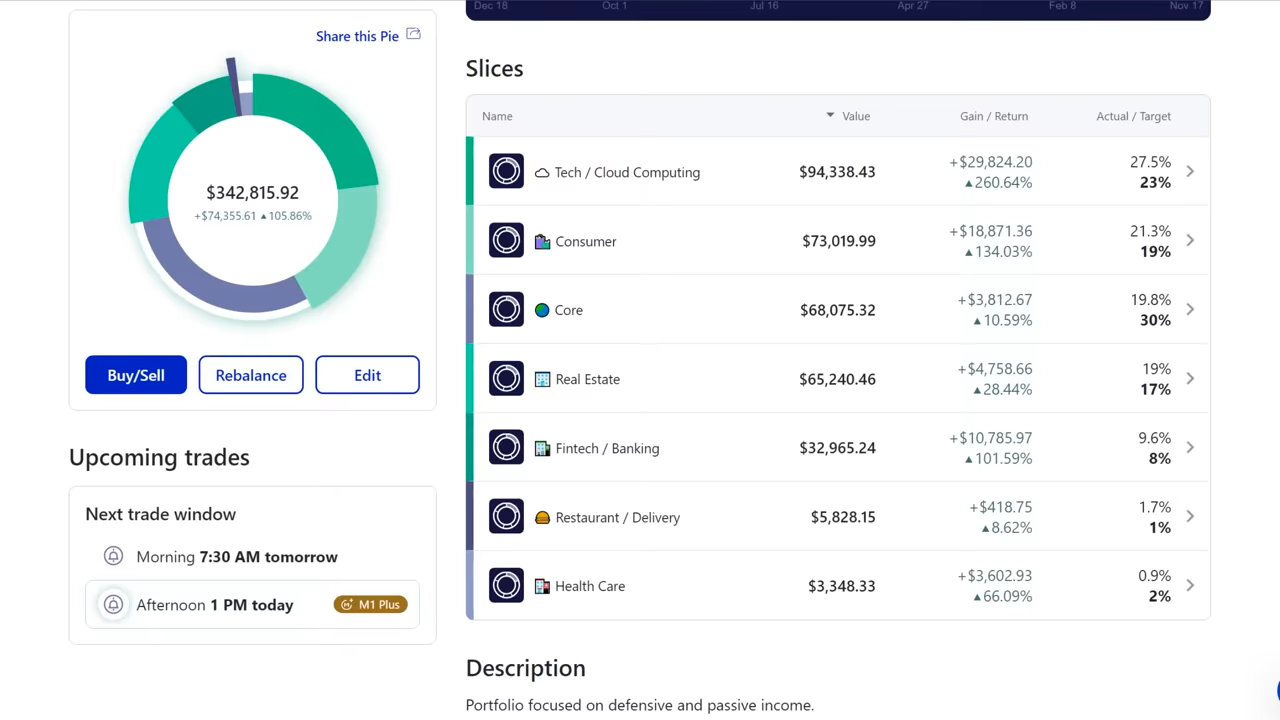 Dec 18 Oct 1 Jul 16 Apr 27 Feb 8 Nov 17
Share this Pie
$342,815.92
+$74,355.61 ▲105.86%
Buy/Sell Rebalance Edit
Upcoming trades
Next trade window
Morning 7:30 AM tomorrow
Afternoon 1 PM today M1 Plus
Slices
Name ▼ Value Gain / Return Actual / Target
Tech / Cloud Computing $94,338.43 +$29,824.20 27.5%
▲260.64% 23%
Consumer $73,019.99 +$18,871.36 21.3%
▲134.03% 19%
Core $68,075.32 +$3,812.67 19.8%
▲10.59% 30%
Real Estate $65,240.46 +$4,758.66 19%
▲28.44% 17%
Fintech / Banking $32,965.24 +$10,785.97 9.6%
▲101.59% 8%
Restaurant / Delivery $5,828.15 +$418.75 1.7%
▲8.62% 1%
Health Care $3,348.33 +$3,602.93 0.9%
▲66.09% 2%
Description
Portfolio focused on defensive and passive income.